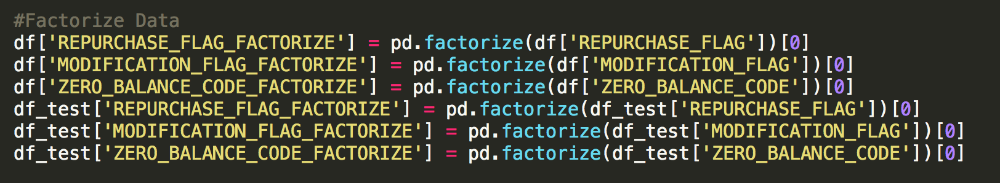 #Factorize Data
df['REPURCHASE_FLAG_FACTORIZE'] = pd.factorize(df['REPURCHASE_FLAG'])[0]
df['MODIFICATION_FLAG_FACTORIZE'] = pd.factorize(df['MODIFICATION_FLAG'])[0]
df['ZERO_BALANCE_CODE_FACTORIZE'] = pd.factorize(df['ZERO_BALANCE_CODE'])[0]
df_test['REPURCHASE_FLAG_FACTORIZE'] = pd.factorize(df_test['REPURCHASE_FLAG'])[0]
df_test['MODIFICATION_FLAG_FACTORIZE'] = pd.factorize(df_test['MODIFICATION_FLAG'])[0]
df_test['ZERO_BALANCE_CODE_FACTORIZE'] = pd.factorize(df_test['ZERO_BALANCE_CODE'])[0]